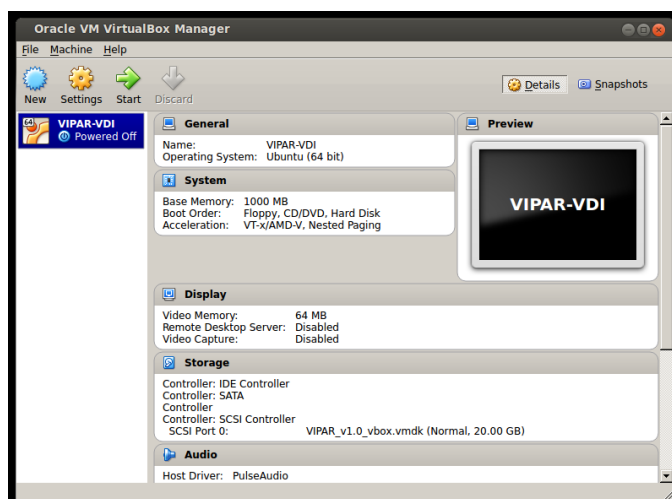 Oracle VM VirtualBox Manager
File Machine Help
New Settings Start Discard
Details Snapshots
64 VIPAR-VDI
Powered Off
General
Name: VIPAR-VDI
Operating System: Ubuntu (64 bit)
System
Base Memory: 1000 MB
Boot Order: Floppy, CD/DVD, Hard Disk
Acceleration: VT-x/AMD-V, Nested Paging
Preview
VIPAR-VDI
Display
Video Memory: 64 MB
Remote Desktop Server: Disabled
Video Capture: Disabled
Storage
Controller: IDE Controller
Controller: SATA
Controller
Controller: SCSI Controller
SCSI Port 0: VIPAR_v1.0_vbox.vmdk (Normal, 20.00 GB)
Audio
Host Driver: PulseAudio